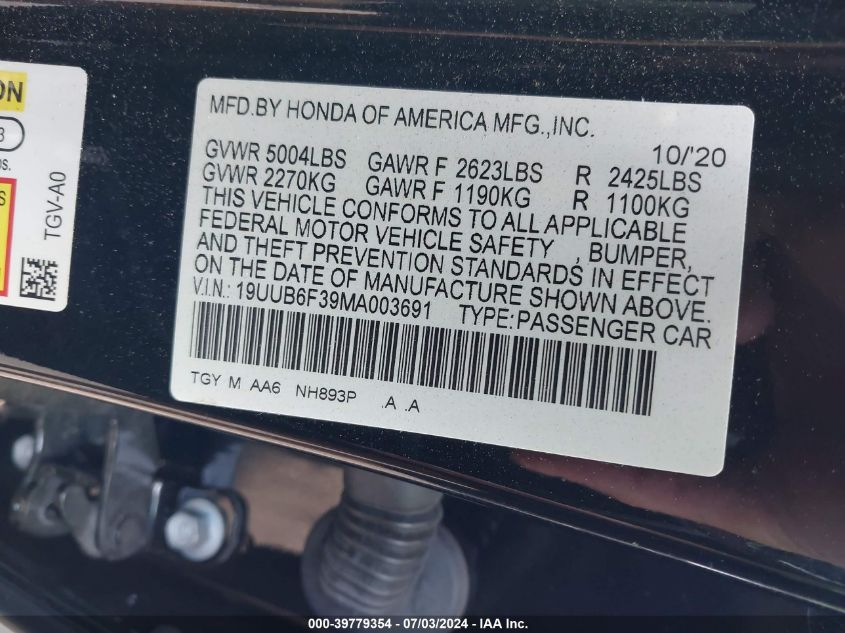 ON
3
os.
S
TGV-A0
MFD.BY HONDA OF AMERICA MFG.,INC.
10/'20
GVWR 5004LBS GAWR F 2623LBS R 2425LBS
GVWR 2270KG GAWR F 1190KG R 1100KG
THIS VEHICLE CONFORMS TO ALL APPLICABLE
FEDERAL MOTOR VEHICLE SAFETY , BUMPER,
AND THEFT PREVENTION STANDARDS IN EFFECT
ON THE DATE OF MANUFACTURE SHOWN ABOVE.
V.I.N.: 19UUB6F39MA003691 TYPE:PASSENGER CAR
TGY M AA6 NH893P .A .A
000-39779354 - 07/03/2024 - IAA Inc.